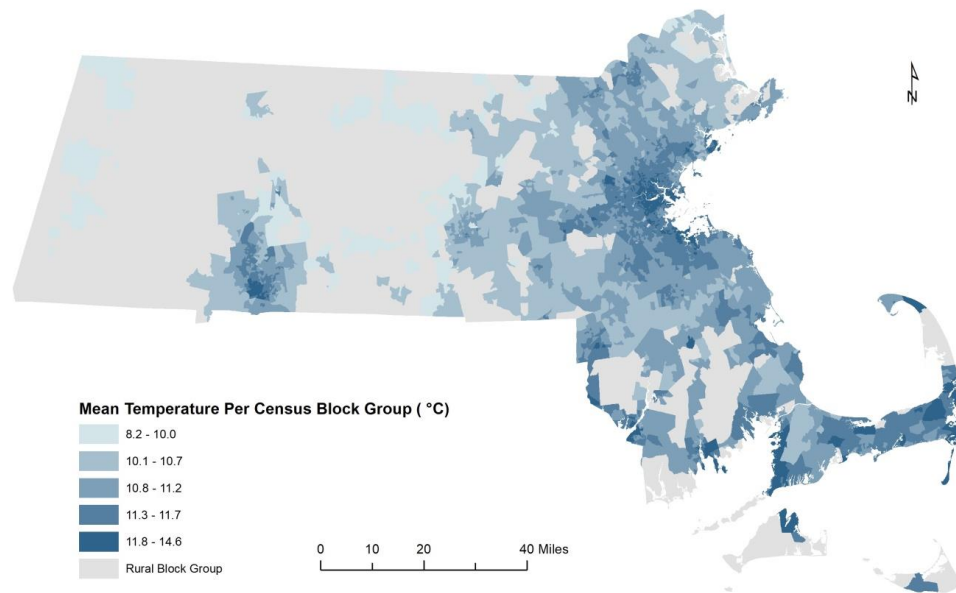 N
Mean Temperature Per Census Block Group ( °C)
8.2 - 10.0
10.1 - 10.7
10.8 - 11.2
11.3 - 11.7
11.8 - 14.6
Rural Block Group
0 10 20 40 Miles